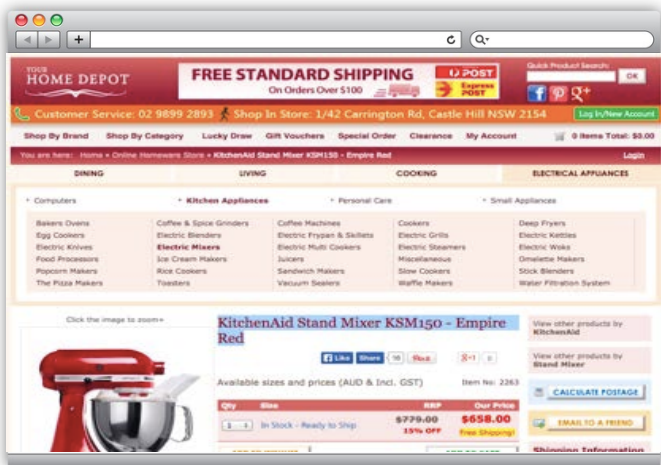 YOUR
HOME DEPOT
FREE STANDARD SHIPPING
On Orders Over $100
POST
Express
POST
Quick Product Search:
OK
Customer Service: 02 9899 2893 Shop In Store: 1/42 Carrington Rd, Castle Hill NSW 2154 Log In/New Account
Shop By Brand Shop By Category Lucky Draw Gift Vouchers Special Order Clearance My Account 0 Items Total: $0.00
You are here: Home • Online Homeware Store • KitchenAid Stand Mixer KSM150 - Empire Red Login
DINING LIVING COOKING ELECTRICAL APPLIANCES
• Computers • Kitchen Appliances • Personal Care • Small Appliances
Bakers Ovens Coffee & Spice Grinders Coffee Machines Cookers Deep Fryers
Egg Cookers Electric Blenders Electric Frypan & Skillets Electric Grills Electric Kettles
Electric Knives Electric Mixers Electric Multi Cookers Electric Steamers Electric Woks
Food Processors Ice Cream Makers Juicers Miscellaneous Omelette Makers
Popcorn Makers Rice Cookers Sandwich Makers Slow Cookers Stick Blenders
The Pizza Makers Toasters Vacuum Sealers Waffle Makers Water Filtration System
Click the image to zoom+
KitchenAid Stand Mixer KSM150 - Empire
Red
Like Share 16 Pin it +1 0
Available sizes and prices (AUD & Incl. GST) Item No: 2263
Qty Size RRP Our Price
1 In Stock - Ready to Ship $779.00 $658.00
15% OFF Free Shipping!
View other products by
KitchenAid
View other products by
Stand Mixer
CALCULATE POSTAGE
EMAIL TO A FRIEND
Shipping Information